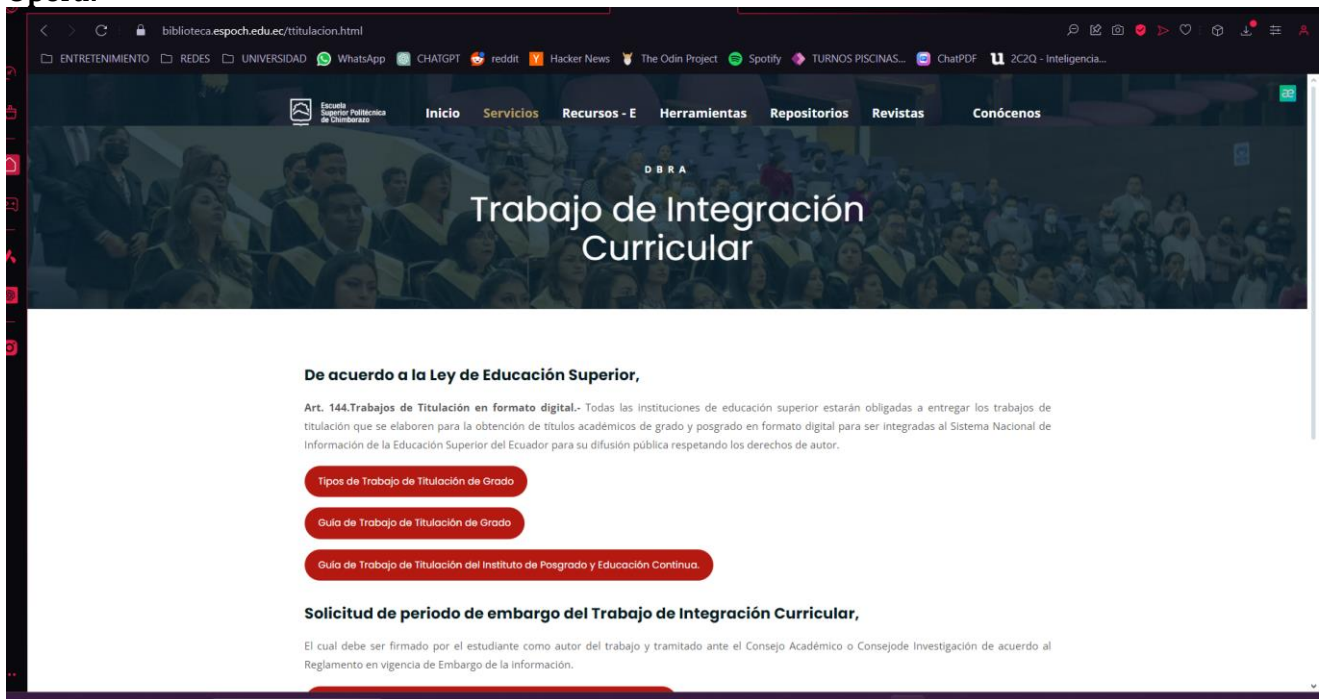 Opera.
biblioteca.espoch.edu.ec/ttitulacion.html
ENTRETENIMIENTO REDES UNIVERSIDAD WhatsApp CHATGPT reddit Hacker News The Odin Project Spotify TURNOS PISCINAS... ChatPDF 2C2Q - Inteligencia...
Escuela
Superior Politécnica
de Chimborazo
Inicio Servicios Recursos - E Herramientas Repositorios Revistas Conócenos
æ
DBRA
Trabajo de Integración
Curricular
De acuerdo a la Ley de Educación Superior,
Art. 144.Trabajos de Titulación en formato digital.- Todas las instituciones de educación superior estarán obligadas a entregar los trabajos de
titulación que se elaboren para la obtención de títulos académicos de grado y posgrado en formato digital para ser integradas al Sistema Nacional de
Información de la Educación Superior del Ecuador para su difusión pública respetando los derechos de autor.
Tipos de Trabajo de Titulación de Grado
Guía de Trabajo de Titulación de Grado
Guía de Trabajo de Titulación del Instituto de Posgrado y Educación Continua.
Solicitud de periodo de embargo del Trabajo de Integración Curricular,
El cual debe ser firmado por el estudiante como autor del trabajo y tramitado ante el Consejo Académico o Consejode Investigación de acuerdo al
Reglamento en vigencia de Embargo de la información.